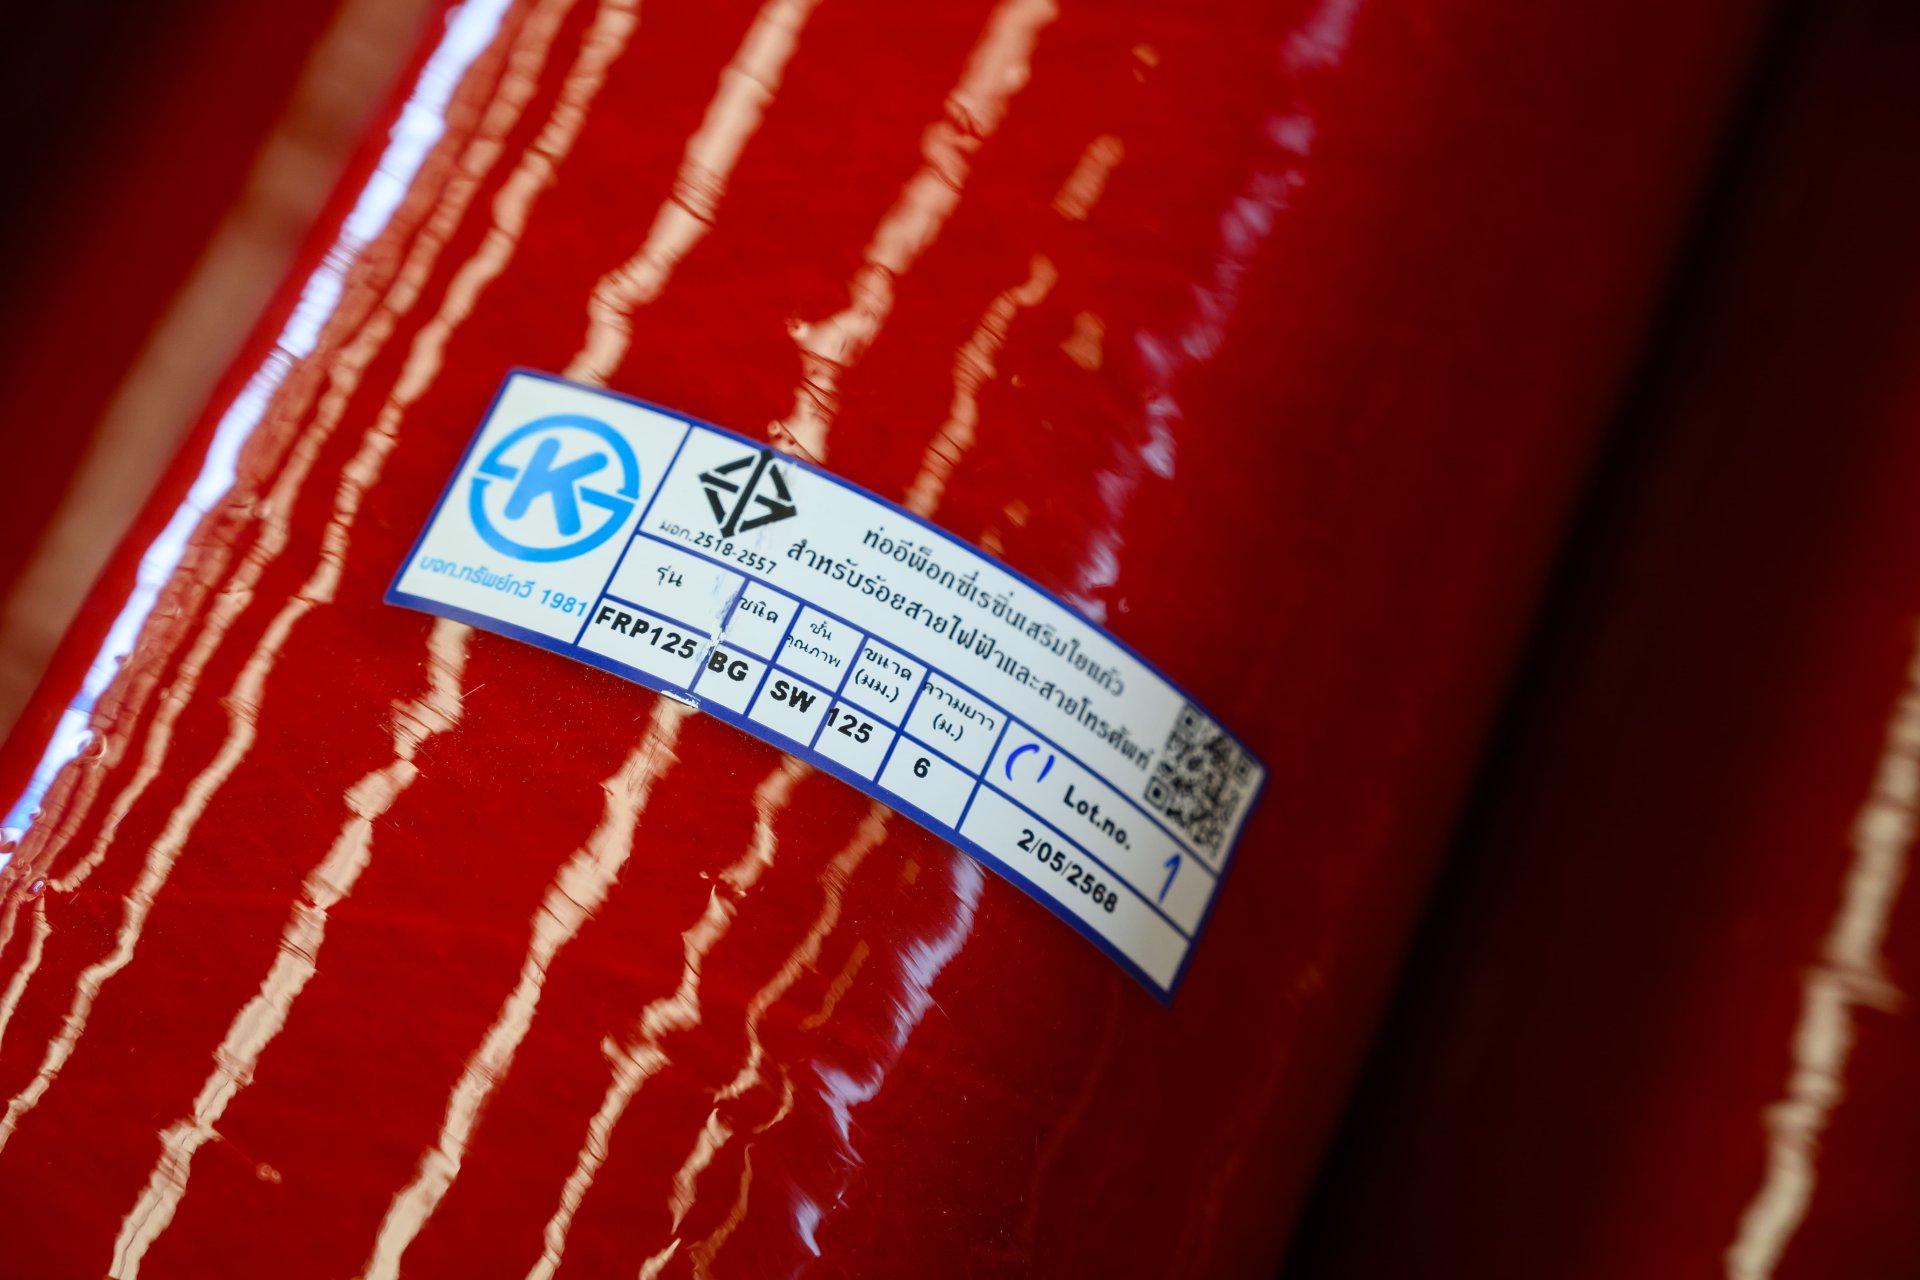 K
บจก.ทรัพย์ทวี 1981
มอก.2518-2557
ท่ออีพ็อกซี่เรซิ่นเสริมใยแก้ว
สำหรับร้อยสายไฟฟ้าและสายโทรศัพท์
รุ่น ชนิด ชั้นคุณภาพ ขนาด (มม.) ความยาว (ม.) Lot.no. 1
FRP125 BG SW 125 6 2/05/2568